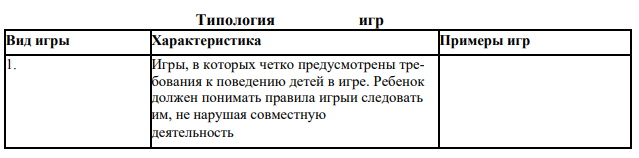 Типология игр
Вид игры Характеристика Примеры игр
1. Игры, в которых четко предусмотрены тре-
бования к поведению детей в игре. Ребенок
должен понимать правила игрыи следовать
им, не нарушая совместную
деятельность